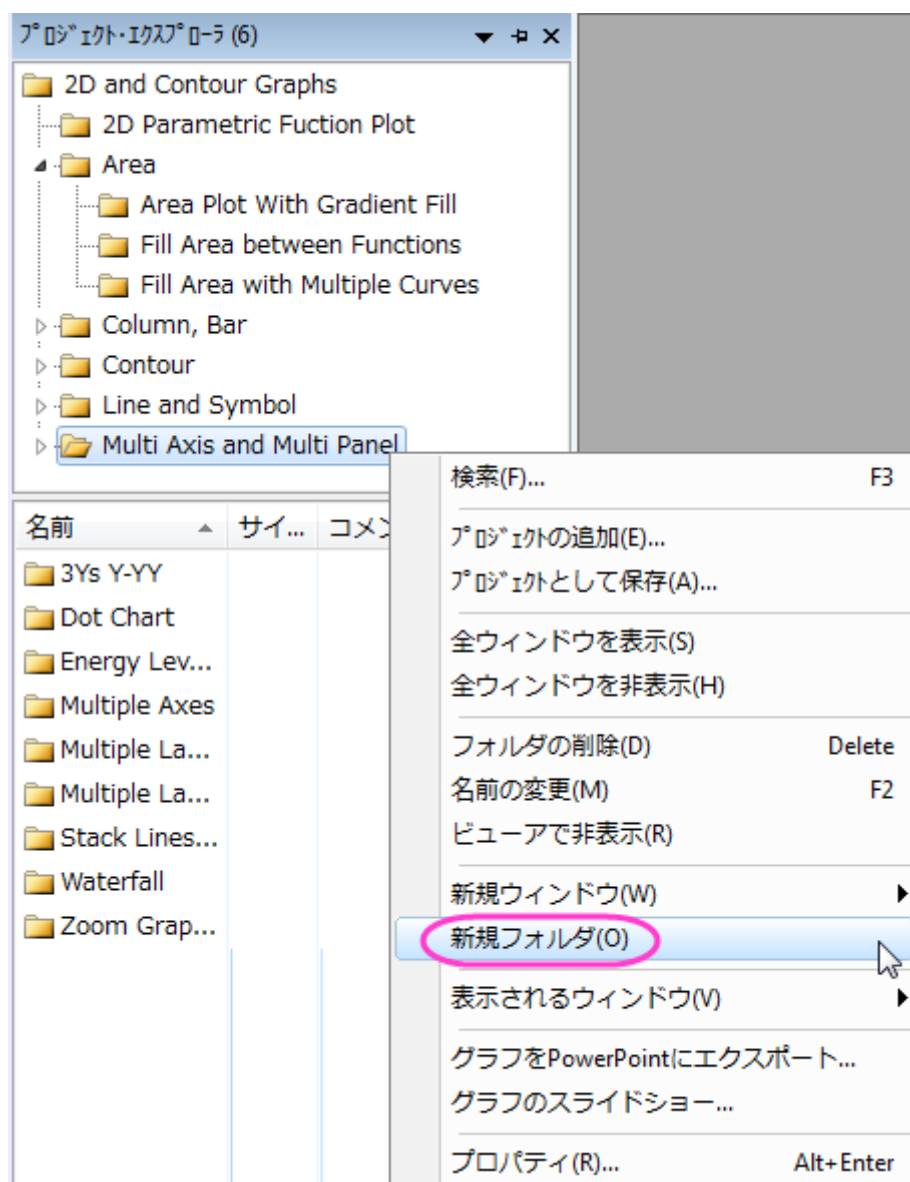 ﾌﾟﾛｼﾞｪｸﾄ･ｴｸｽﾌﾟﾛｰﾗ (6)
2D and Contour Graphs
2D Parametric Fuction Plot
Area
Area Plot With Gradient Fill
Fill Area between Functions
Fill Area with Multiple Curves
Column, Bar
Contour
Line and Symbol
Multi Axis and Multi Panel
名前 サイ... コメン
3Ys Y-YY
Dot Chart
Energy Lev...
Multiple Axes
Multiple La...
Multiple La...
Stack Lines...
Waterfall
Zoom Grap...
検索(F)... F3
ﾌﾟﾛｼﾞｪｸﾄの追加(E)...
ﾌﾟﾛｼﾞｪｸﾄとして保存(A)...
全ウィンドウを表示(S)
全ウィンドウを非表示(H)
フォルダの削除(D) Delete
名前の変更(M) F2
ビューアで非表示(R)
新規ウィンドウ(W)
新規フォルダ(O)
表示されるウィンドウ(V)
グラフをPowerPointにエクスポート...
グラフのスライドショー...
プロパティ(R)... Alt+Enter